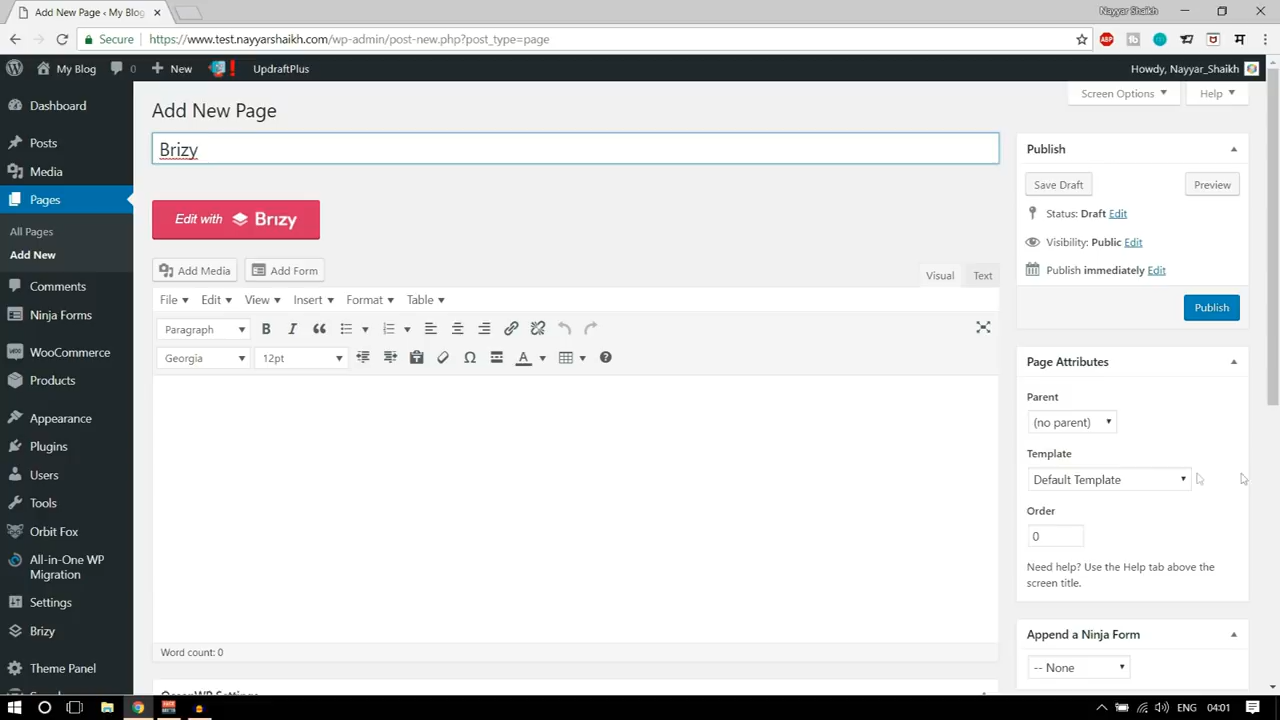 Add New Page ‹ My Blog
Nayyar Shaikh
Secure
https://www.test.nayyarshaikh.com/wp-admin/post-new.php?post_type=page
ABP
My Blog
0
New
UpdraftPlus
Howdy, Nayyar_Shaikh
Dashboard
Posts
Media
Pages
All Pages
Add New
Comments
Ninja Forms
WooCommerce
Products
Appearance
Plugins
Users
Tools
Orbit Fox
All-in-One WP
Migration
Settings
Brizy
Theme Panel
Screen Options
Help
Add New Page
Brizy
Edit with Brizy
Add Media
Add Form
Visual
Text
File
Edit
View
Insert
Format
Table
Paragraph
Georgia
12pt
Word count: 0
Publish
Save Draft
Preview
Status: Draft Edit
Visibility: Public Edit
Publish immediately Edit
Publish
Page Attributes
Parent
(no parent)
Template
Default Template
Order
0
Need help? Use the Help tab above the
screen title.
Append a Ninja Form
-- None
ENG
04:01